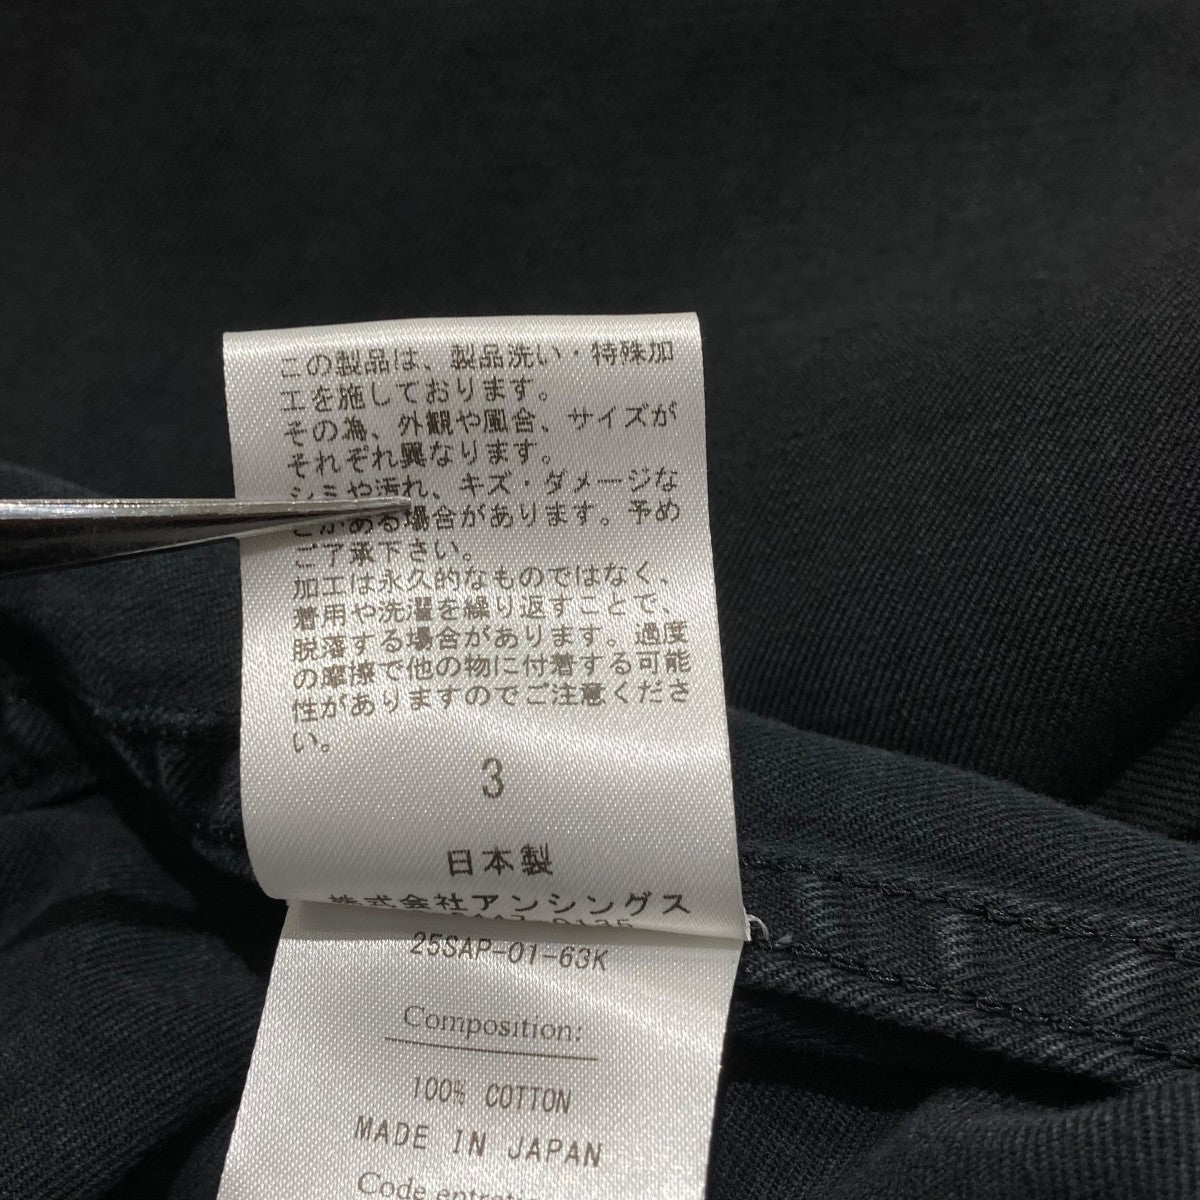 この製品は、製品洗い・特殊加
工を施しております。
その為、外観や風合、サイズが
それぞれ異なります。
シミや汚れ、キズ・ダメージな
どがある場合があります。予め
ご了承下さい。
加工は永久的なものではなく、
着用や洗濯を繰り返すことで、
脱落する場合があります。過度
の摩擦で他の物に付着する可能
性がありますのでご注意くださ
い。
3
日本製
株式会社アンシングス
25SAP-01-63K
Composition:
100% COTTON
MADE IN JAPAN
Code